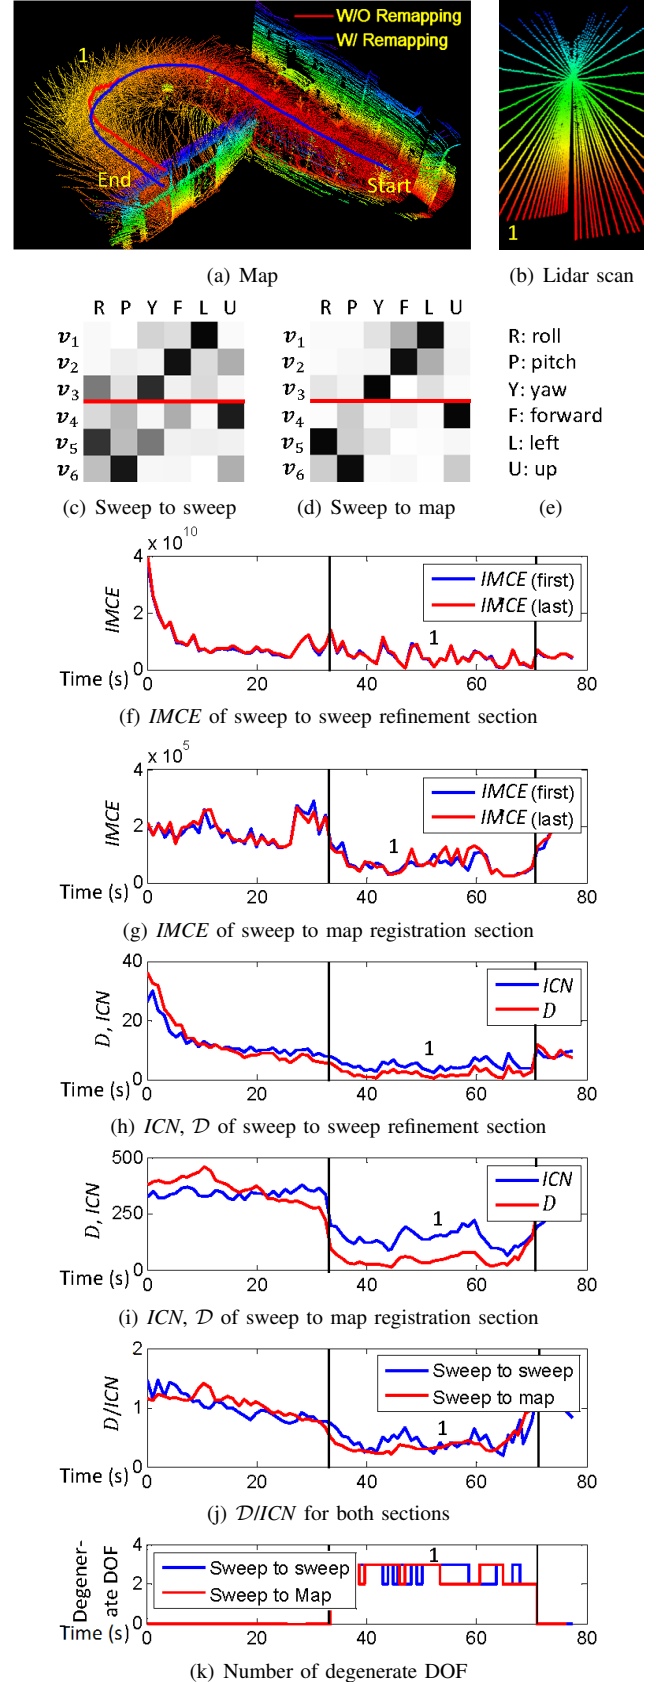 W/O Remapping
W/ Remapping
1
End
Start
1
(a) Map
(b) Lidar scan
R P Y F L U
R P Y F L U
v1
v2
v3
v4
v5
v6
v1
v2
v3
v4
v5
v6
R: roll
P: pitch
Y: yaw
F: forward
L: left
U: up
(c) Sweep to sweep
(d) Sweep to map
(e)
4 x 10^10
2
0
IMCE
IMCE (first)
IMCE (last)
1
Time (s)
0 20 40 60 80
(f) IMCE of sweep to sweep refinement section
4 x 10^5
2
0
IMCE
IMCE (first)
IMCE (last)
1
Time (s)
0 20 40 60 80
(g) IMCE of sweep to map registration section
40
20
0
D, ICN
ICN
D
1
Time (s)
0 20 40 60 80
(h) ICN, D of sweep to sweep refinement section
500
250
0
D, ICN
ICN
D
1
Time (s)
0 20 40 60 80
(i) ICN, D of sweep to map registration section
2
1
0
D/ICN
Sweep to sweep
Sweep to map
1
Time (s)
0 20 40 60 80
(j) D/ICN for both sections
4
2
0
Degener-
ate DOF
Sweep to sweep
Sweep to Map
1
Time (s)
0 20 40 60 80
(k) Number of degenerate DOF